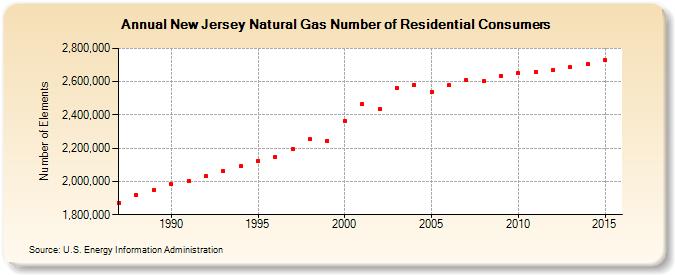 Annual New Jersey Natural Gas Number of Residential Consumers
Number of Elements
2,800,000
2,600,000
2,400,000
2,200,000
2,000,000
1,800,000
1990 1995 2000 2005 2010 2015
Source: U.S. Energy Information Administration